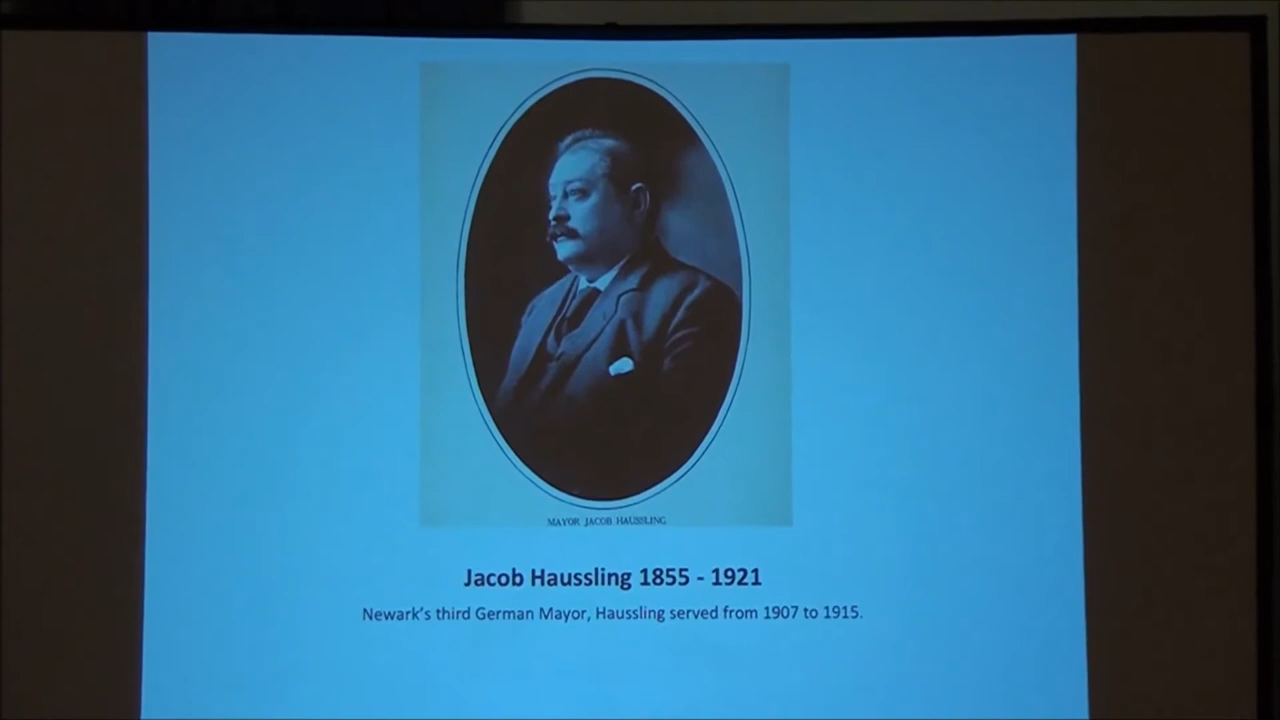 MAYOR JACOB HAUSSLING
Jacob Haussling 1855 - 1921
Newark's third German Mayor, Haussling served from 1907 to 1915.